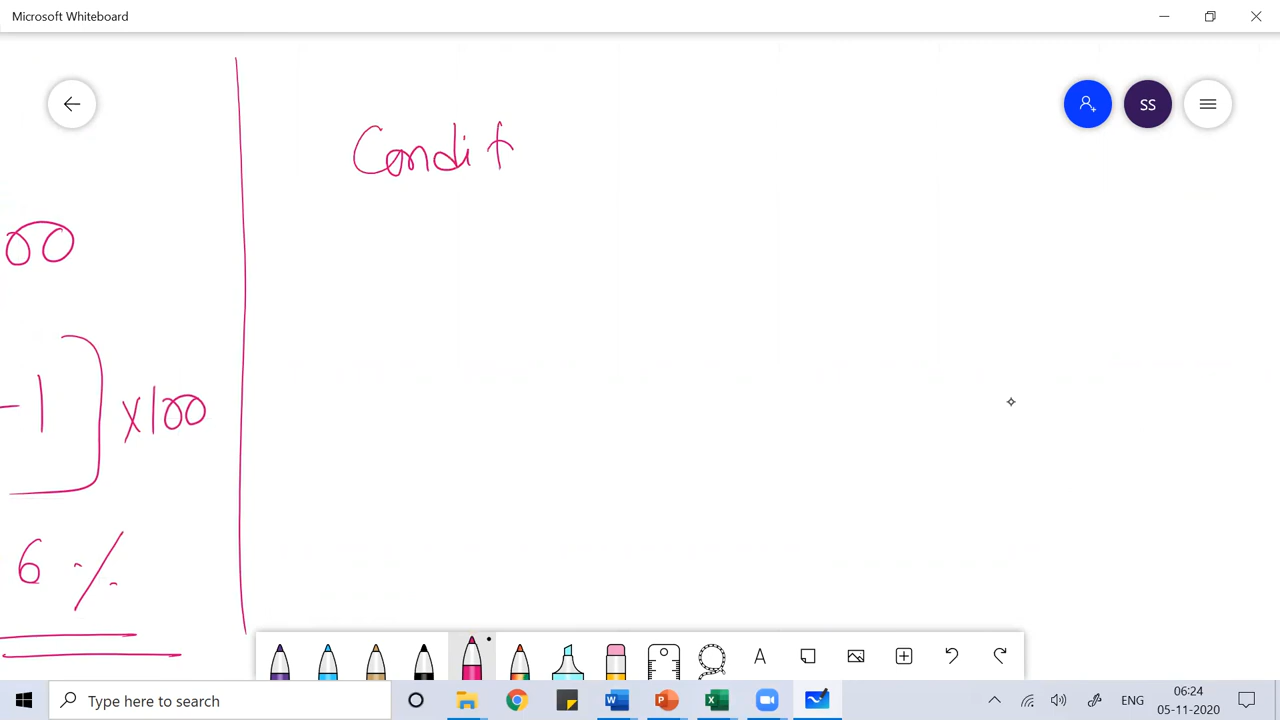 Microsoft Whiteboard
SS
Condit
00
-1 ] x100
6 %
A
Type here to search
ENG
06:24
05-11-2020